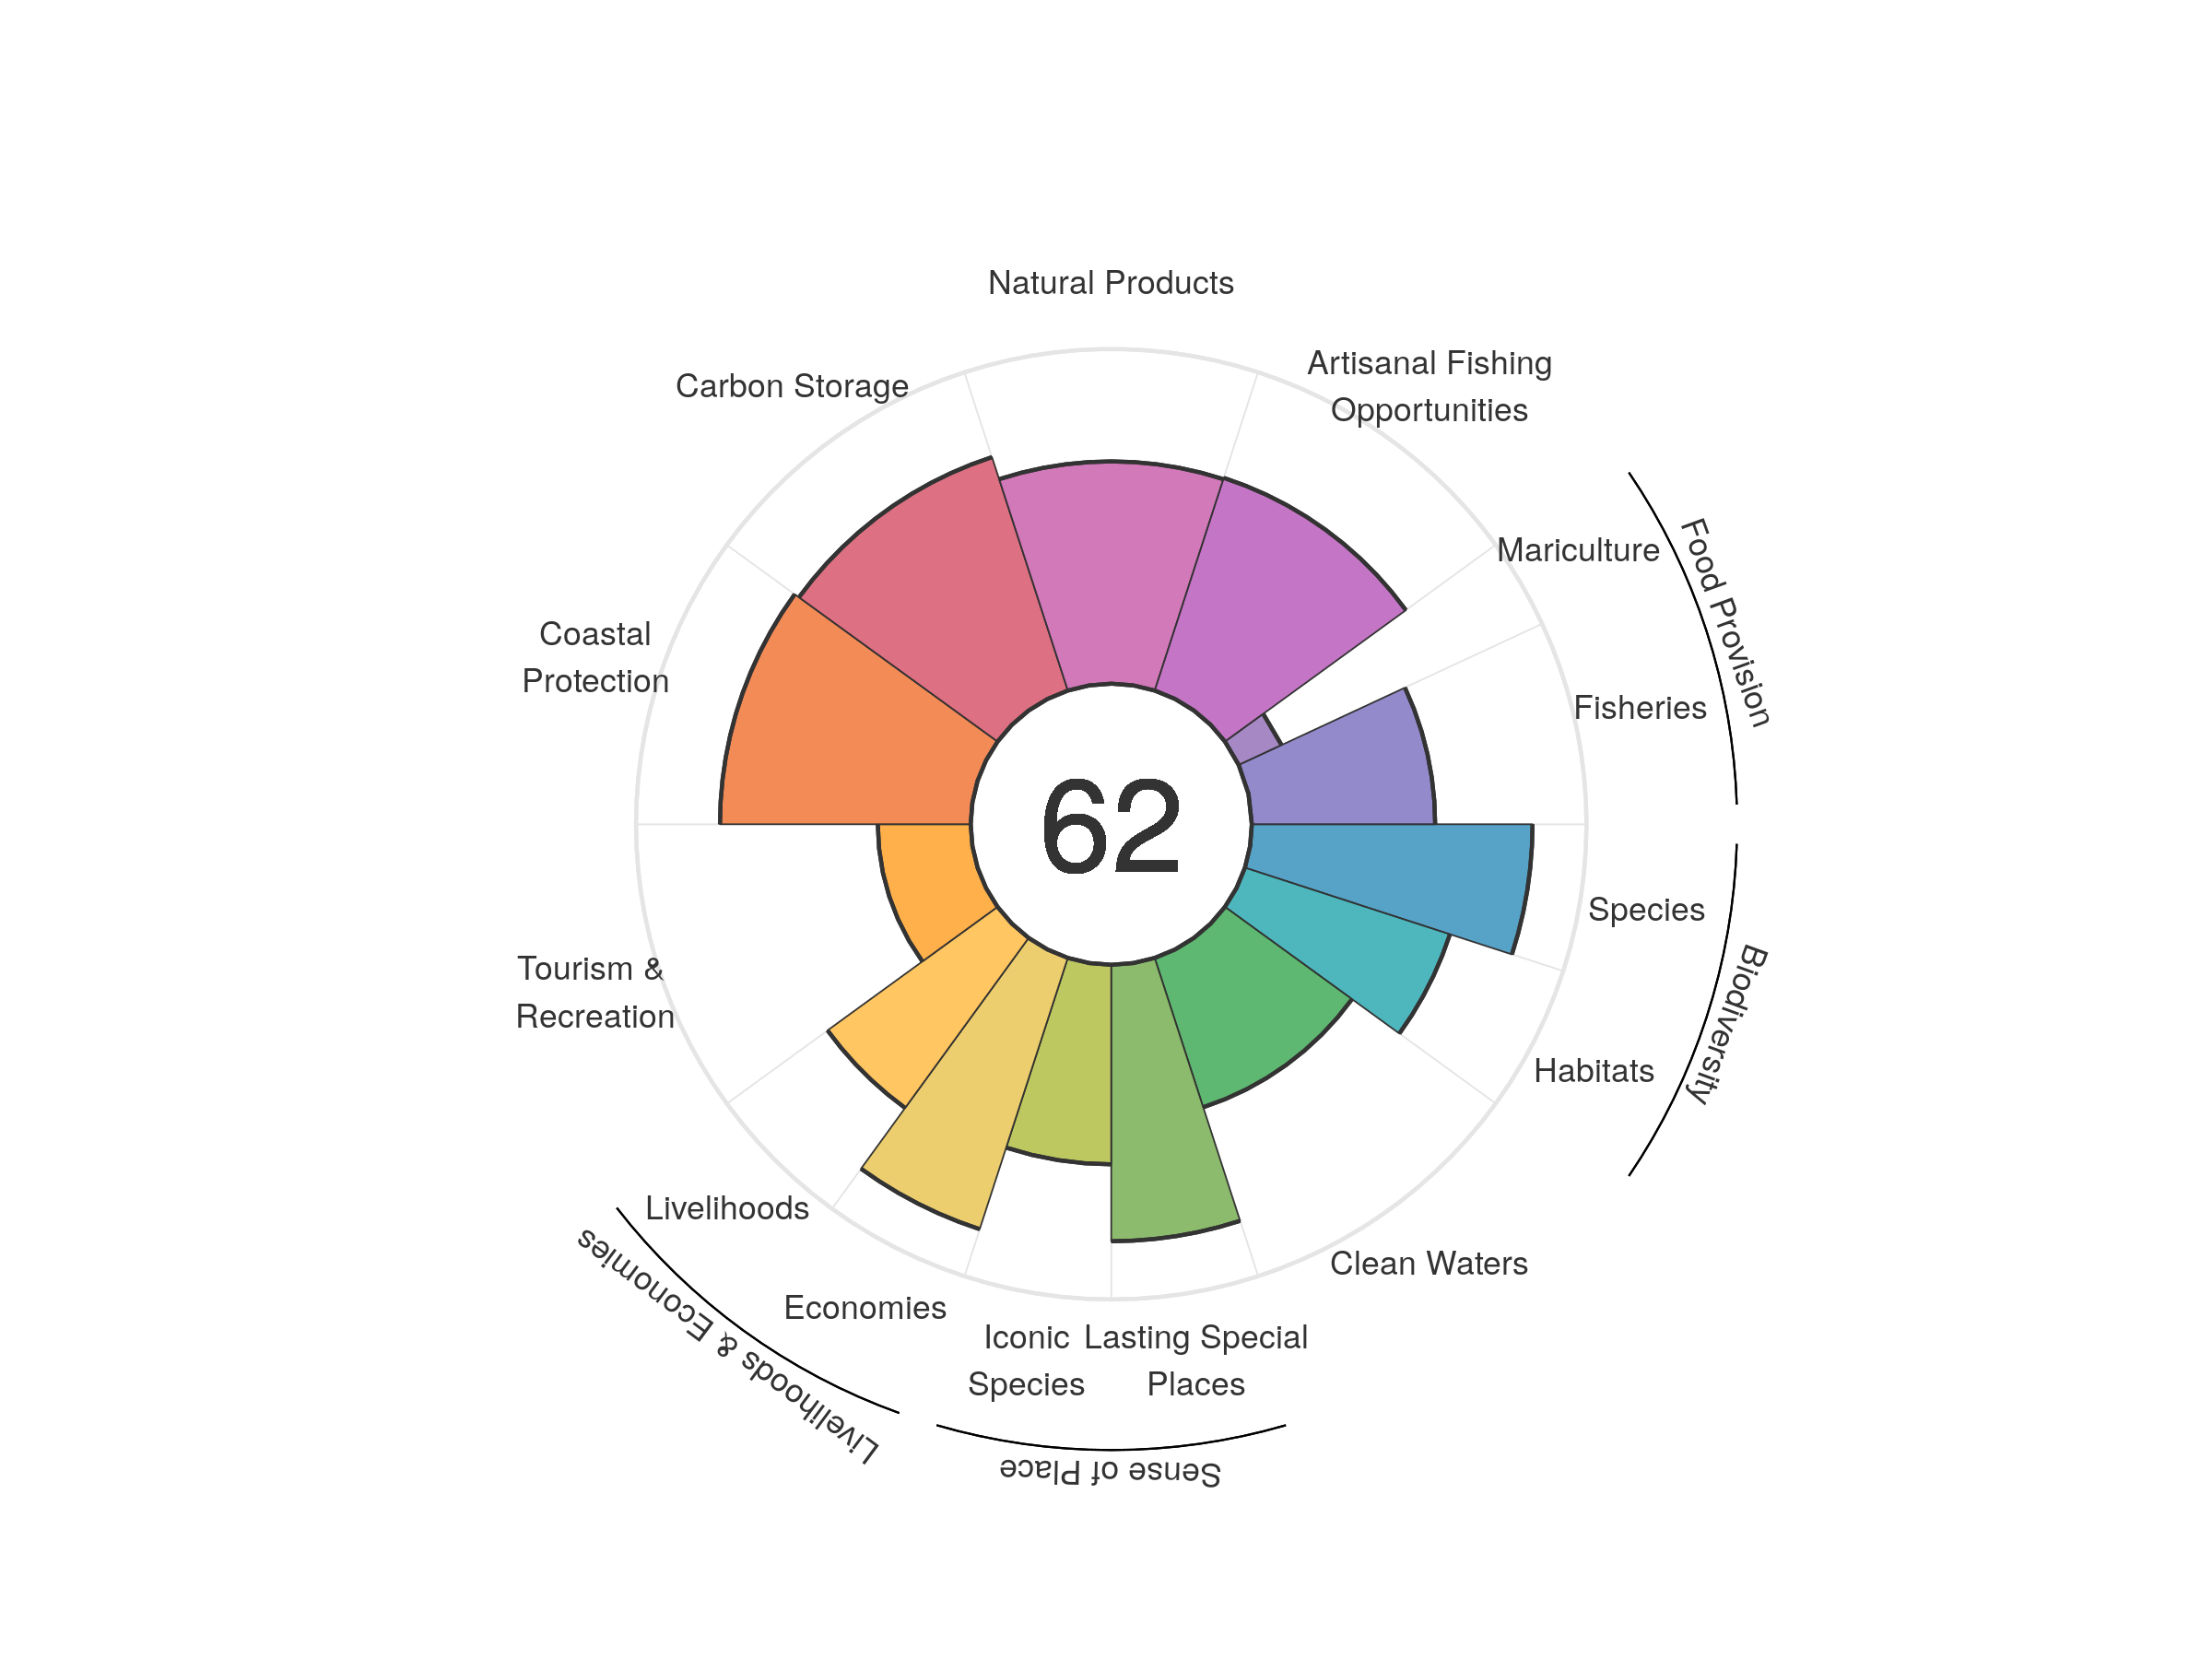 Natural Products
Artisanal Fishing
Opportunities
Carbon Storage
Mariculture
Food Provision
Coastal
Protection
Fisheries
62
Species
Biodiversity
Tourism &
Recreation
Habitats
Livelihoods
Livelihoods & Economies
Clean Waters
Economies
Iconic
Species
Lasting Special
Places
Sense of Place